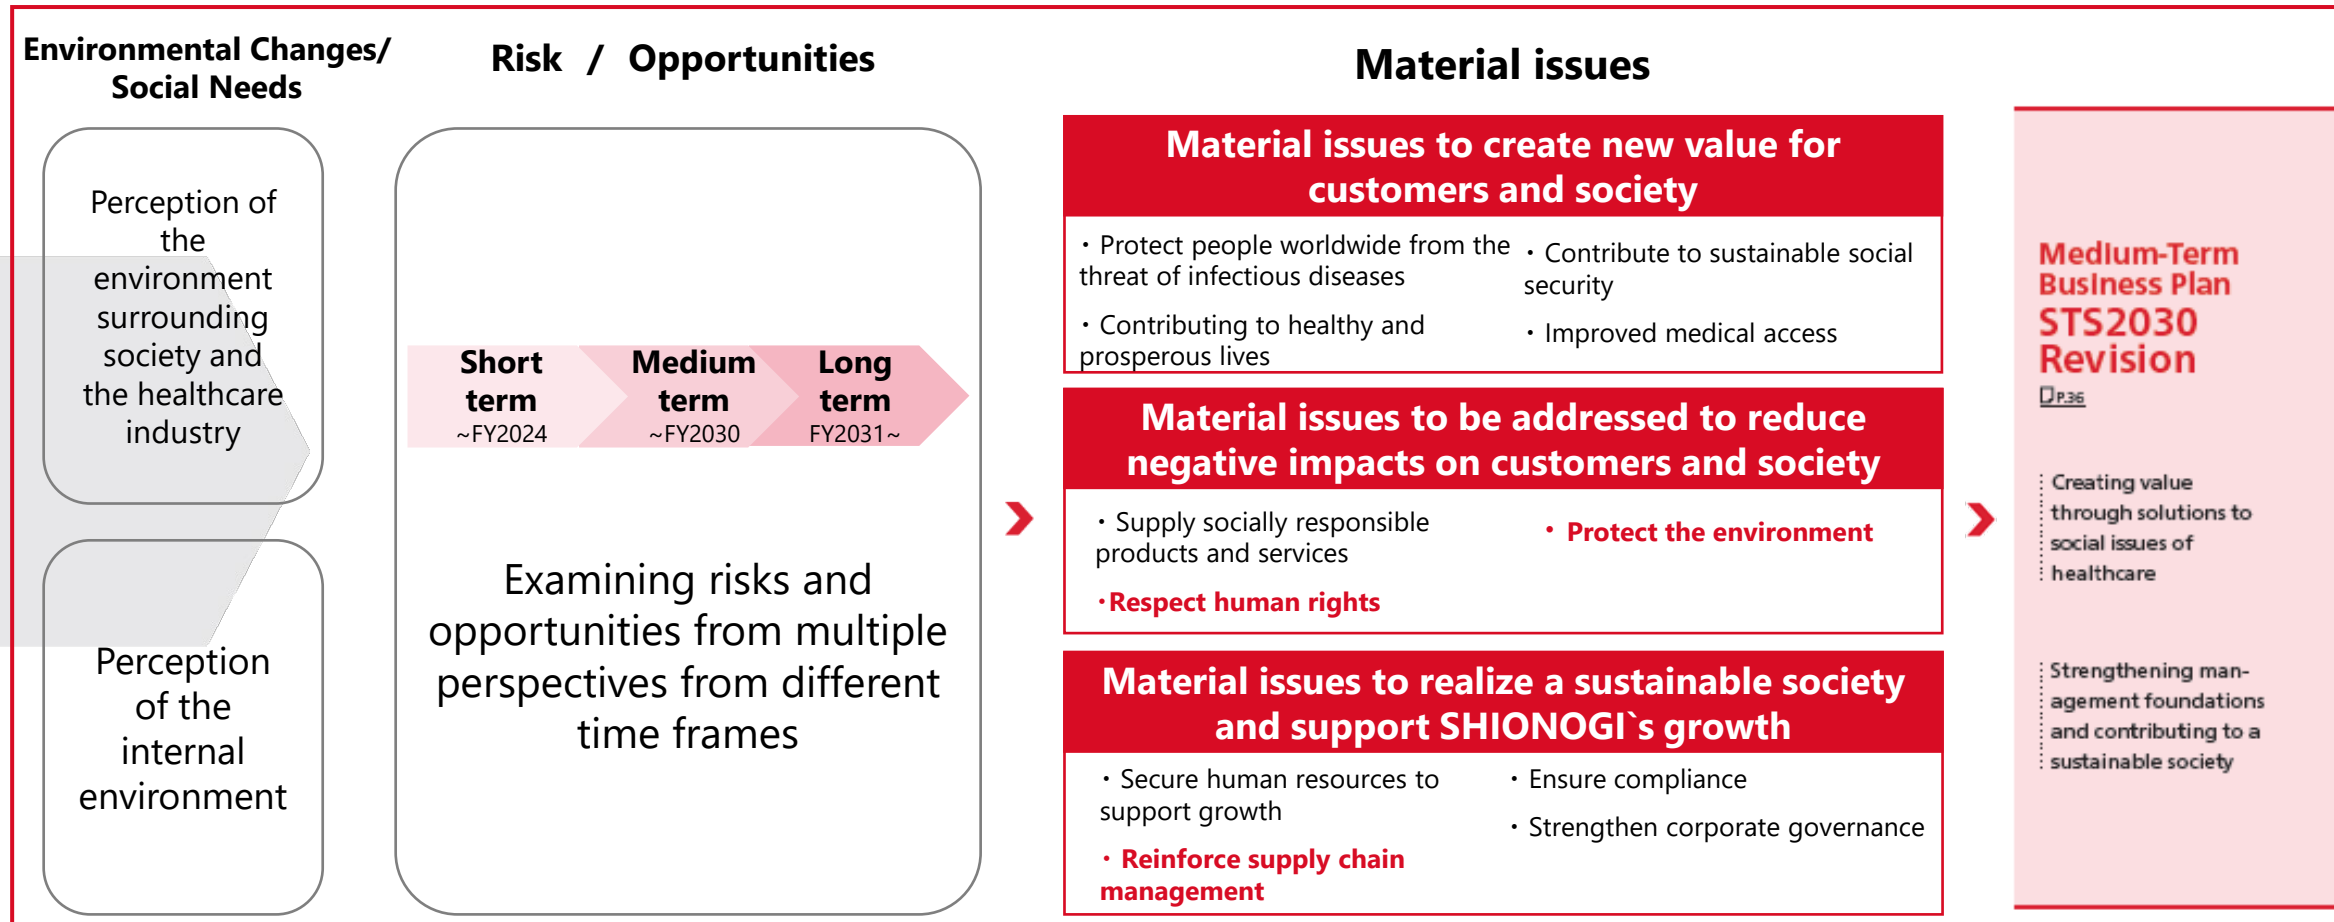 Environmental Changes/
Social Needs
Risk / Opportunities
Material issues
Perception of
the
environment
surrounding
society and
the healthcare
industry
Perception
of the
internal
environment
Short
term
~FY2024
Medium
term
~FY2030
Long
term
FY2031~
Examining risks and
opportunities from multiple
perspectives from different
time frames
Material issues to create new value for
customers and society
・Protect people worldwide from the
threat of infectious diseases
・Contributing to healthy and
prosperous lives
・Contribute to sustainable social
security
・Improved medical access
Material issues to be addressed to reduce
negative impacts on customers and society
・Supply socially responsible
products and services
・Respect human rights
・Protect the environment
Material issues to realize a sustainable society
and support SHIONOGI`s growth
・Secure human resources to
support growth
・Reinforce supply chain
management
・Ensure compliance
・Strengthen corporate governance
Medium-Term
Business Plan
STS2030
Revision
P.36
Creating value
through solutions to
social issues of
healthcare
Strengthening man-
agement foundations
and contributing to a
sustainable society